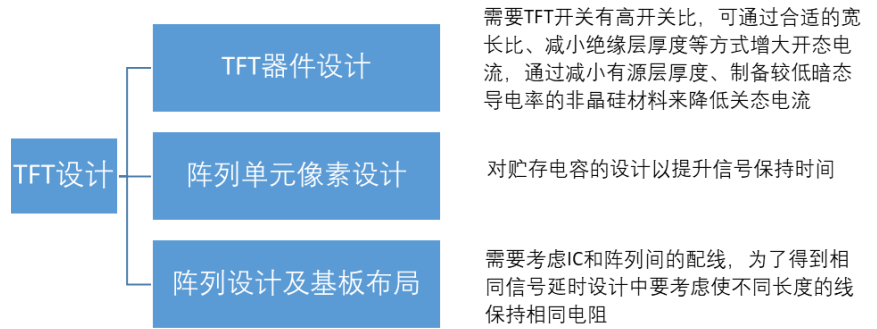 TFT设计
TFT器件设计
需要TFT开关有高开关比，可通过合适的宽
长比、减小绝缘层厚度等方式增大开态电
流，通过减小有源层厚度、制备较低暗态
导电率的非晶硅材料来降低关态电流
阵列单元像素设计
对贮存电容的设计以提升信号保持时间
阵列设计及基板布局
需要考虑IC和阵列间的配线，为了得到相
同信号延时设计中要考虑使不同长度的线
保持相同电阻